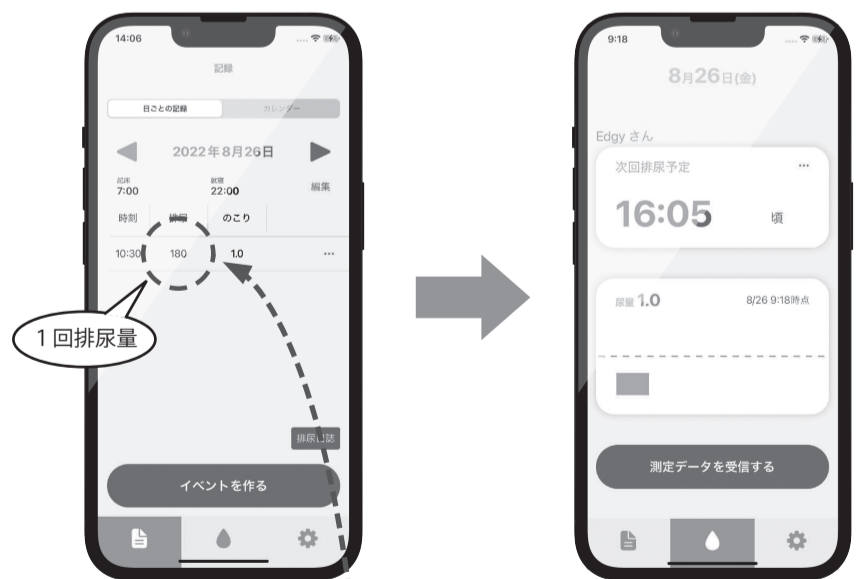 14:06
記録
日ごとの記録
カレンダー
2022年8月26日
起床
7:00
就寝
22:00
編集
時刻
排尿
のこり
10:30
180
1.0
1回排尿量
排尿日誌
イベントを作る
9:18
8月26日(金)
Edgy さん
次回排尿予定
16:05
頃
尿量 1.0
8/26 9:18時点
測定データを受信する